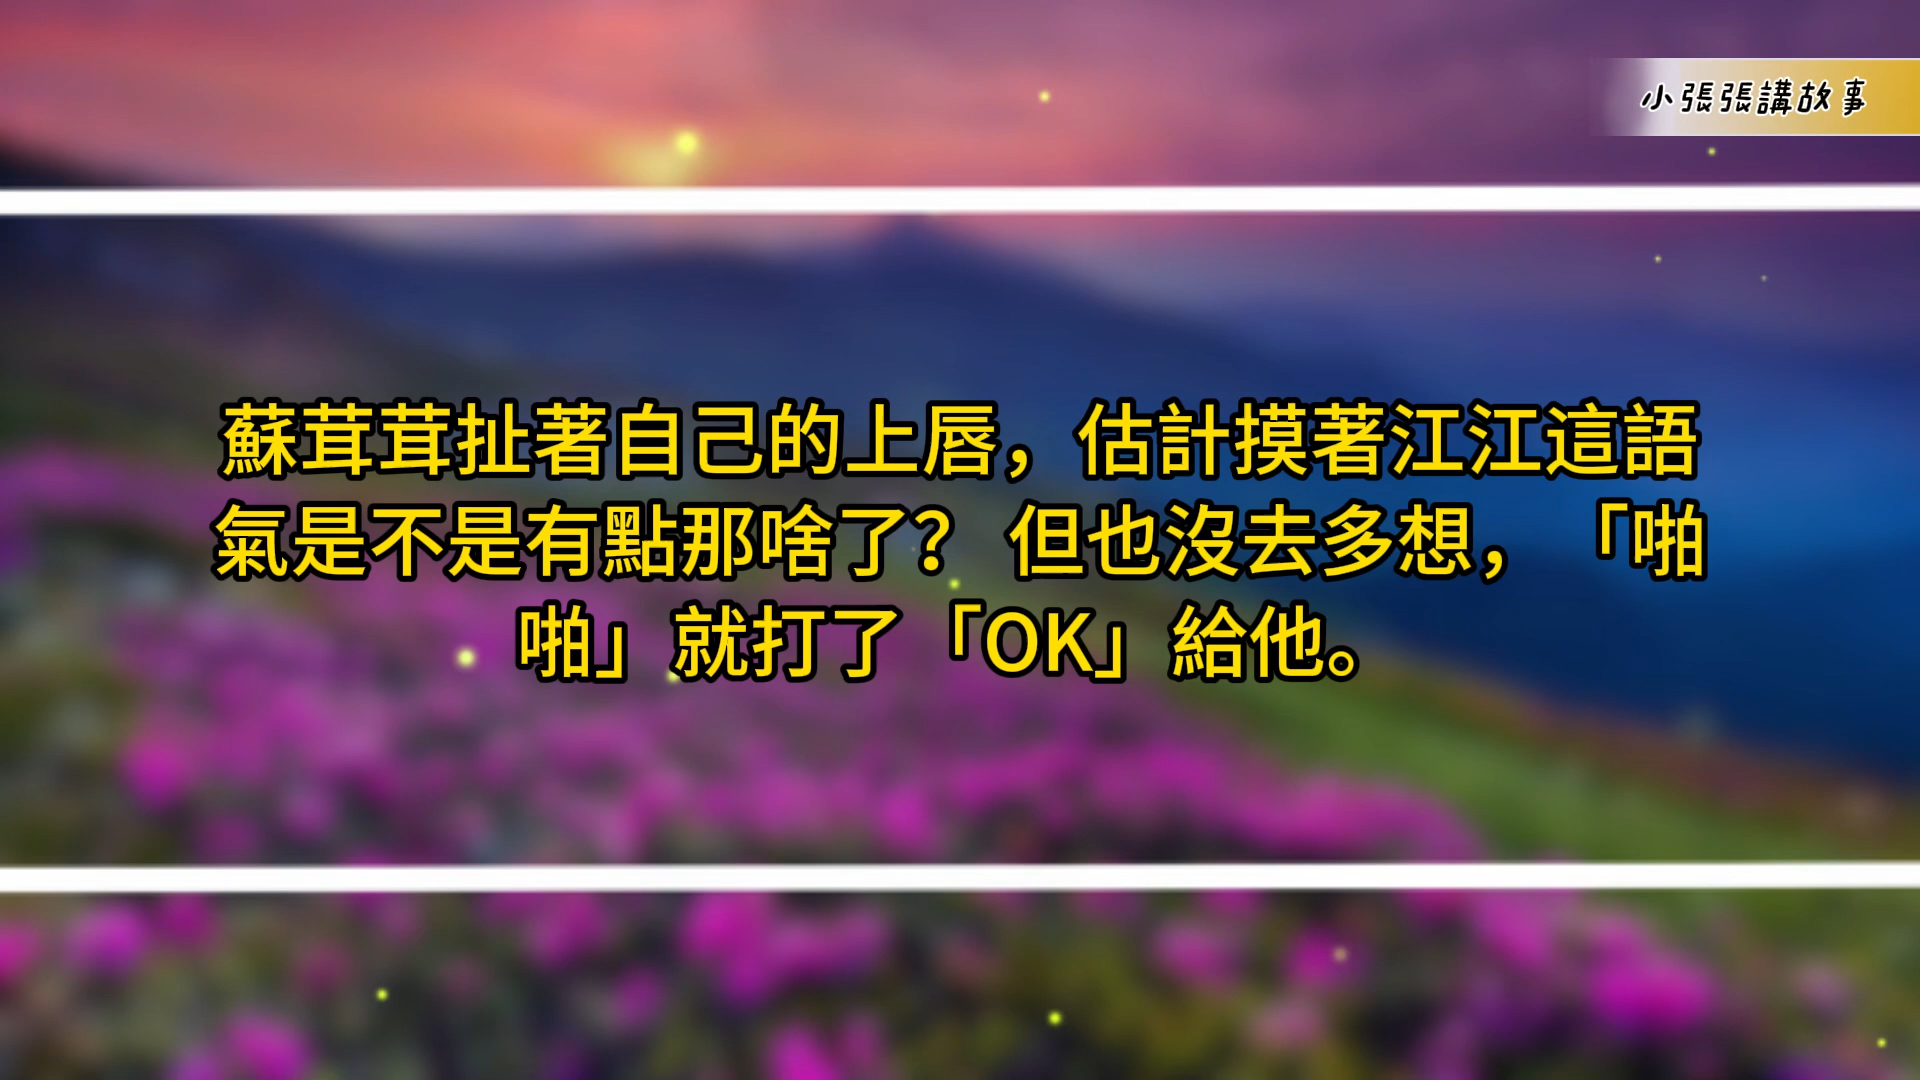 小張張講故事
蘇茸茸扯著自己的上唇，估計摸著江江這語
氣是不是有點那啥了？ 但也沒去多想，「啪
啪」就打了「OK」給他。